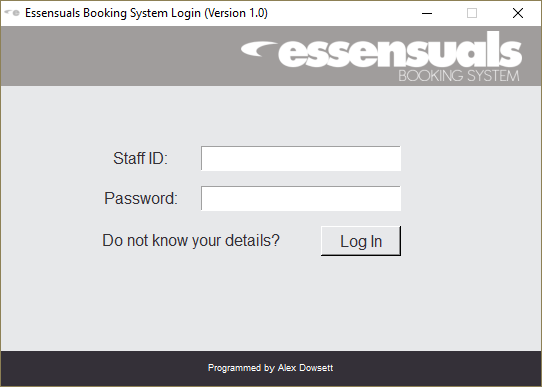 Essensuals Booking System Login (Version 1.0)
essensuals
BOOKING SYSTEM
Staff ID:
Password:
Do not know your details?
Log In
Programmed by Alex Dowsett